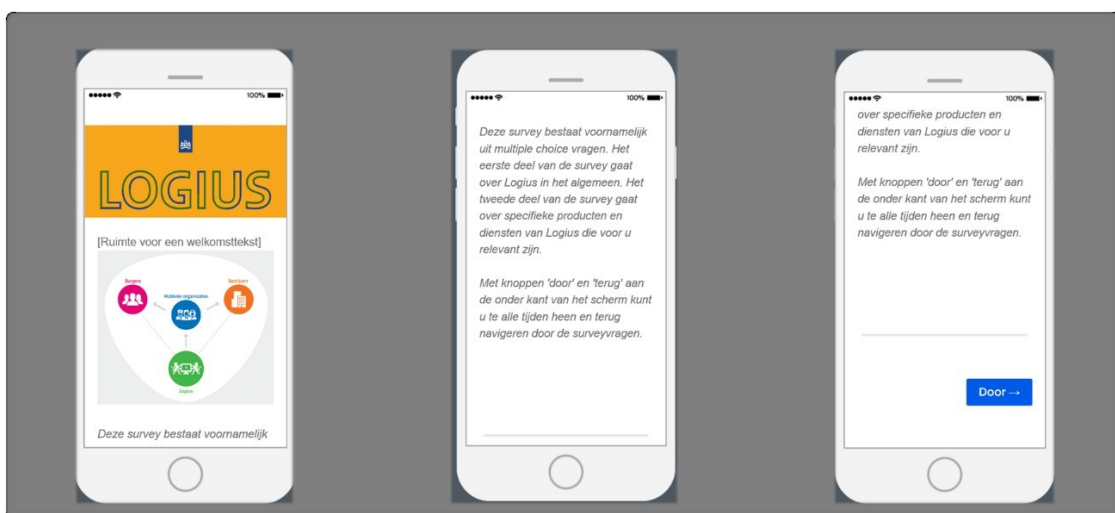 100%
LOGIUS
[Ruimte voor een welkomsttekst]
Burgers
Bedrijven
Publieke organisaties
Logius
Deze survey bestaat voornamelijk
100%
Deze survey bestaat voornamelijk
uit multiple choice vragen. Het
eerste deel van de survey gaat
over Logius in het algemeen. Het
tweede deel van de survey gaat
over specifieke producten en
diensten van Logius die voor u
relevant zijn.
Met knoppen 'door' en 'terug' aan
de onder kant van het scherm kunt
u te alle tijden heen en terug
navigeren door de surveyvragen.
100%
over specifieke producten en
diensten van Logius die voor u
relevant zijn.
Met knoppen 'door' en 'terug' aan
de onder kant van het scherm kunt
u te alle tijden heen en terug
navigeren door de surveyvragen.
Door →